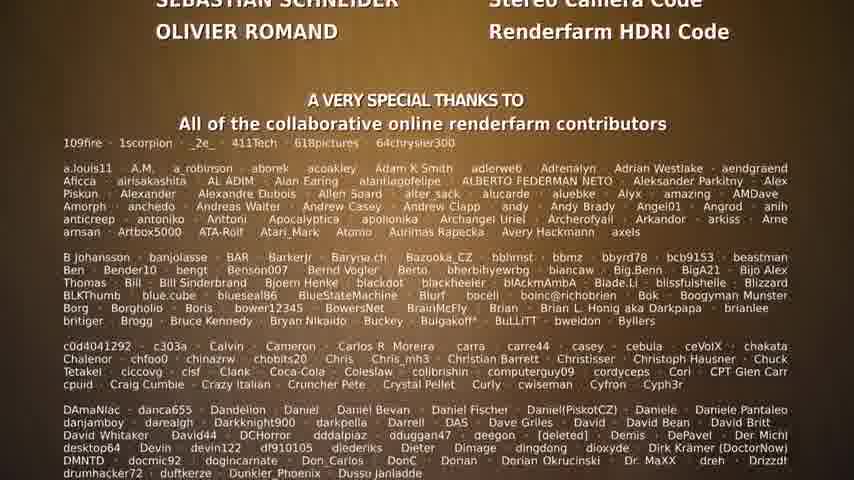 SEBASTIAN SCHNEIDER Stereo Camera Code
OLIVIER ROMAND Renderfarm HDRI Code
A VERY SPECIAL THANKS TO
All of the collaborative online renderfarm contributors
109fire · 1scorpion · _2e_ · 411Tech · 618pictures · 64chrysler300
a.louis11 · A.M. · a_robinson · aborek · acoakley · Adam K Smith · adlerweb · Adrenalyn · Adrian Westlake · aendgraend
Aficca · airisakashita · AL ADIM · Alan Earing · alantiagofelipe · ALBERTO FEDERMAN NETO · Aleksander Parkitny · Alex
Piskun · Alexander · Alexandre Dubois · Allen Soard · alter_sack · alucarde · aluebke · Alyx · amazing · AMDave
Amorph · anchedo · Andreas Walter · Andrew Casey · Andrew Clapp · andy · Andy Brady · Angel01 · Angrod · anih
anticreep · antoniko · Anttoni · Apocalyptica · apollonika · Archangel Uriel · Archerofyail · Arkandor · arkiss · Arne
arnsan · Artbox5000 · ATA-Rolf · Atari_Mark · Atomo · Aurimas Rapecka · Avery Hackmann · axels
B Johansson · banjolasse · BAR · BarkerJr · Baryna.ch · Bazooka_CZ · bbhmst · bbmz · bbyrd78 · bcb9153 · beastman
Ben · Bender10 · bengt · Benson007 · Bernd Vogler · Berto · bherbihyewrbg · biancaw · Big.Benn · BigA21 · Bijo Alex
Thomas · Bill · Bill Sinderbrand · Bjoern Henke · blackdot · blackheeler · blAckmAmbA · Blade.Li · blissfulshelle · Blizzard
BLKThumb · blue.cube · blueseal86 · BlueStateMachine · Blurf · boceli · boinc@richobrien · Bok · Boogyman Munster
Borg · Borgholio · Boris · bower12345 · BowersNet · BrainMcFly · Brian · Brian L. Honig aka Darkpapa · brianlee
britiger · Brogg · Bruce Kennedy · Bryan Nikaido · Buckey · Bulgakoff* · BuLLiTT · bweldon · Byllers
c0d4041292 · c303a · Calvin · Cameron · Carlos R Moreira · carra · carre44 · casey · cebula · ceVoIX · chakata
Chalenor · chfoo0 · chinazrw · chobits20 · Chris · Chris_mh3 · Christian Barrett · Christisser · Christoph Hausner · Chuck
Tetakel · ciccovg · cisf · Clank · Coca-Cola · Coleslaw · colibrishin · computerguy09 · cordyceps · Cori · CPT Glen Carr
cpuid · Craig Cumbie · Crazy Italian · Cruncher Pete · Crystal Pellet · Curly · cwiseman · Cyfron · Cyph3r
DAmaNIac · danca655 · Dandelion · Daniel · Daniel Bevan · Daniel Fischer · Daniel(PiskotCZ) · Daniele · Daniele Pantaleo
danjamboy · darealgh · Darkknight900 · darkpella · Darrell · DAS · Dave Griles · David · David Bean · David Britt
David Whitaker · David44 · DCHorror · dddalpiaz · dduggan47 · deegon · [deleted] · Demis · DePavel · Der Michl
desktop64 · Devin · devin122 · df910105 · diederiks · Dieter · Dimage · dingdong · dioxyde · Dirk Krämer (DoctorNow)
DMNTD · docmic92 · dogincarnate · Don_Carlos · DonC · Dorian · Dorian Okrucinski · Dr. MaXX · dreh · Drizzdt
drumhacker72 · duftkerze · Dunkler_Phoenix · Dussu Janladde